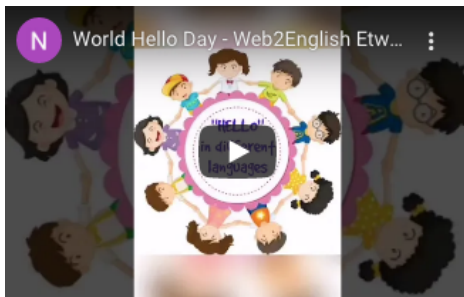 N
World Hello Day - Web2English Etw...
"HELLO"
in different
languages